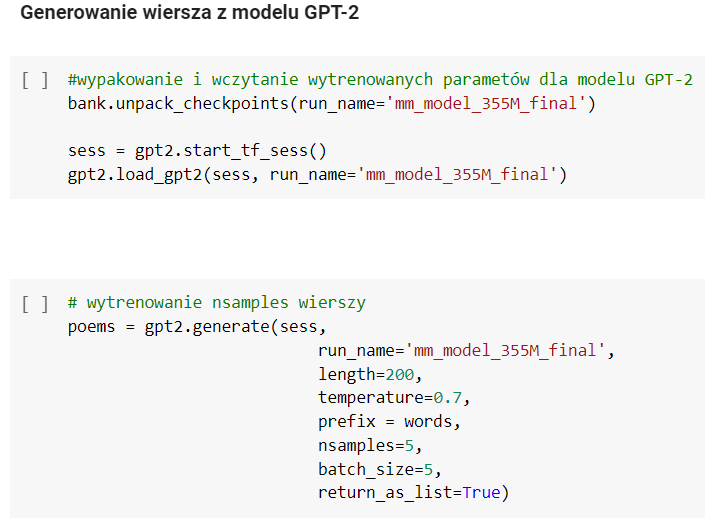 Generowanie wiersza z modelu GPT-2
[ ] #wypakowanie i wczytanie wytrenowanych parametów dla modelu GPT-2
bank.unpack_checkpoints(run_name='mm_model_355M_final')
sess = gpt2.start_tf_sess()
gpt2.load_gpt2(sess, run_name='mm_model_355M_final')
[ ] # wytrenowanie nsamples wierszy
poems = gpt2.generate(sess,
run_name='mm_model_355M_final',
length=200,
temperature=0.7,
prefix = words,
nsamples=5,
batch_size=5,
return_as_list=True)